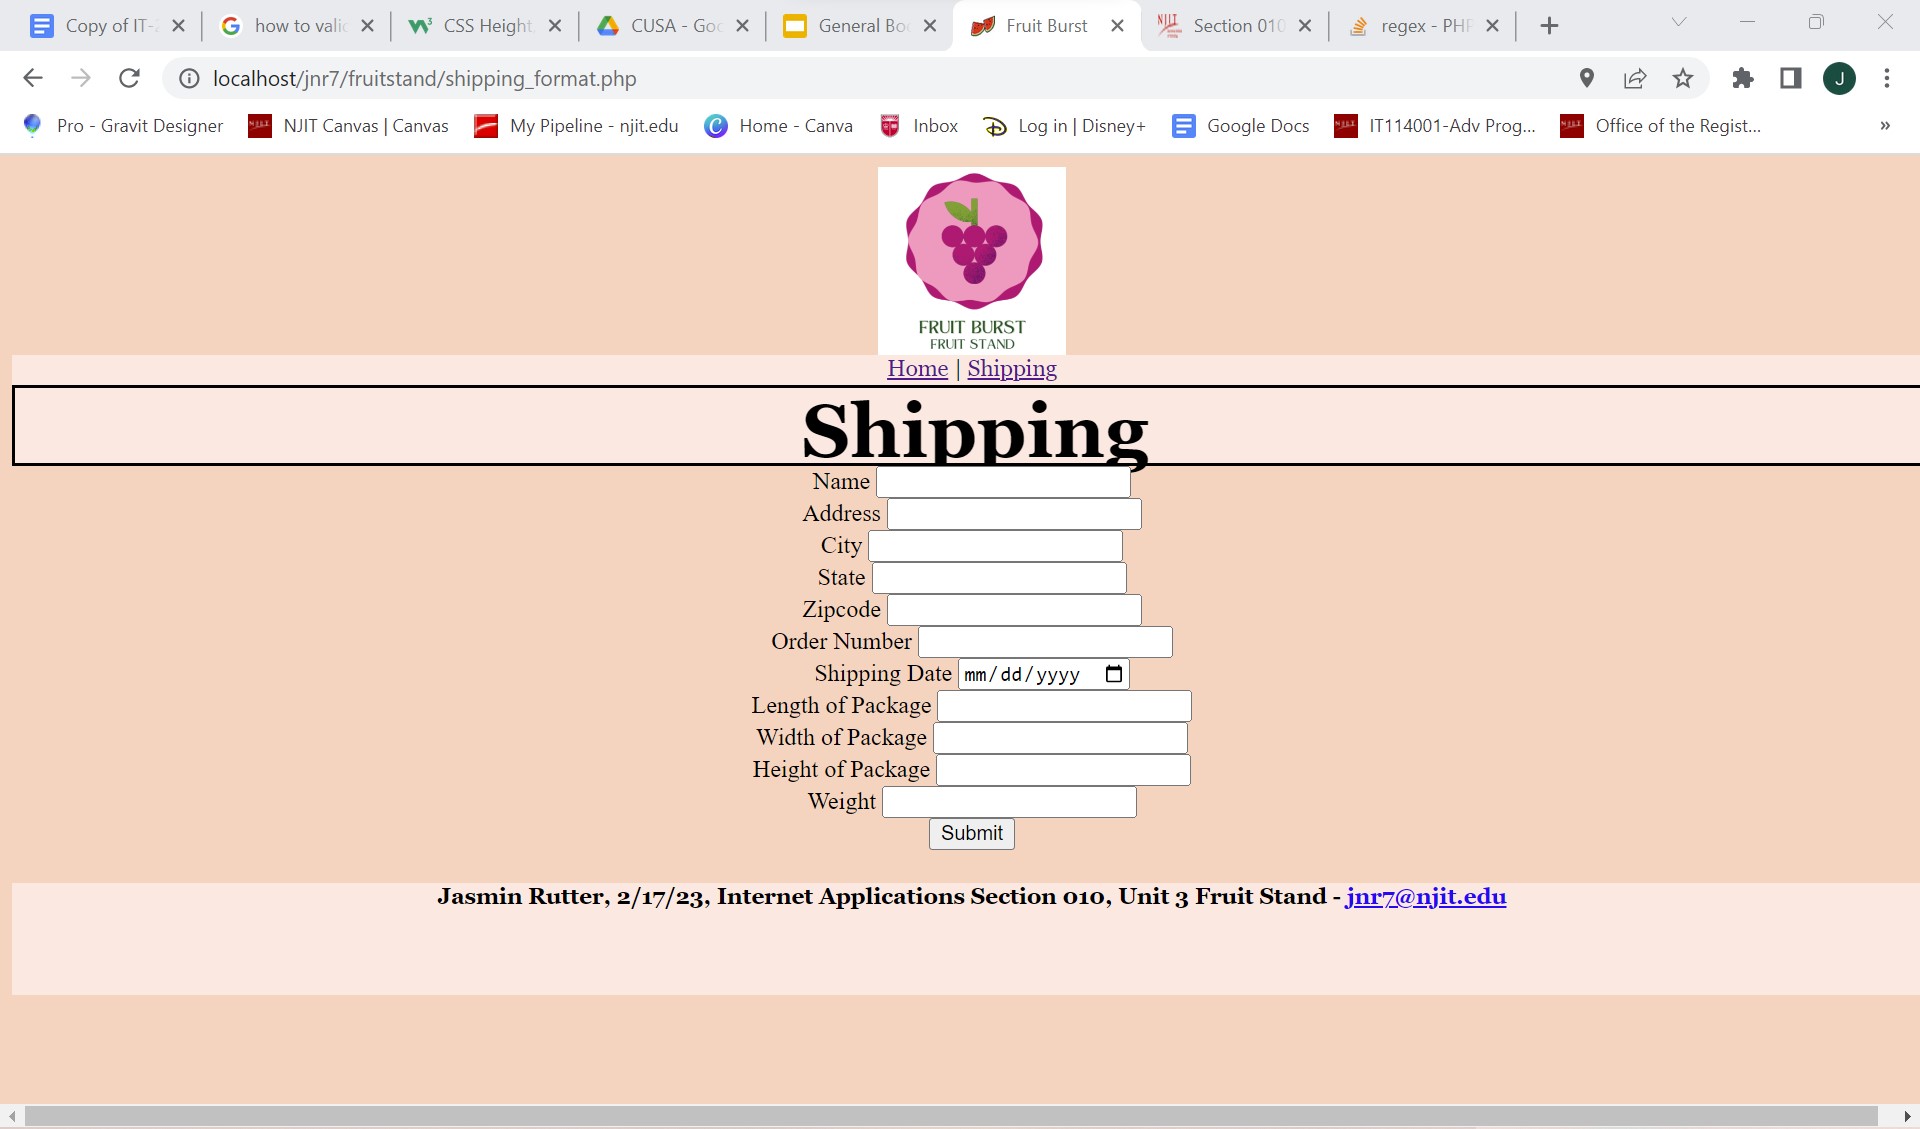 Copy of IT-
how to valid
CSS Height
CUSA - Goo
General Bo
Fruit Burst
Section 010
regex - PHP
localhost/jnr7/fruitstand/shipping_format.php
J
Pro - Gravit Designer
NJIT Canvas | Canvas
My Pipeline - njit.edu
Home - Canva
Inbox
Log in | Disney+
Google Docs
IT114001-Adv Prog...
Office of the Regist...
»
FRUIT BURST
FRUIT STAND
Home | Shipping
Shipping
Name
Address
City
State
Zipcode
Order Number
Shipping Date mm/dd/yyyy
Length of Package
Width of Package
Height of Package
Weight
Submit
Jasmin Rutter, 2/17/23, Internet Applications Section 010, Unit 3 Fruit Stand - jnr7@njit.edu